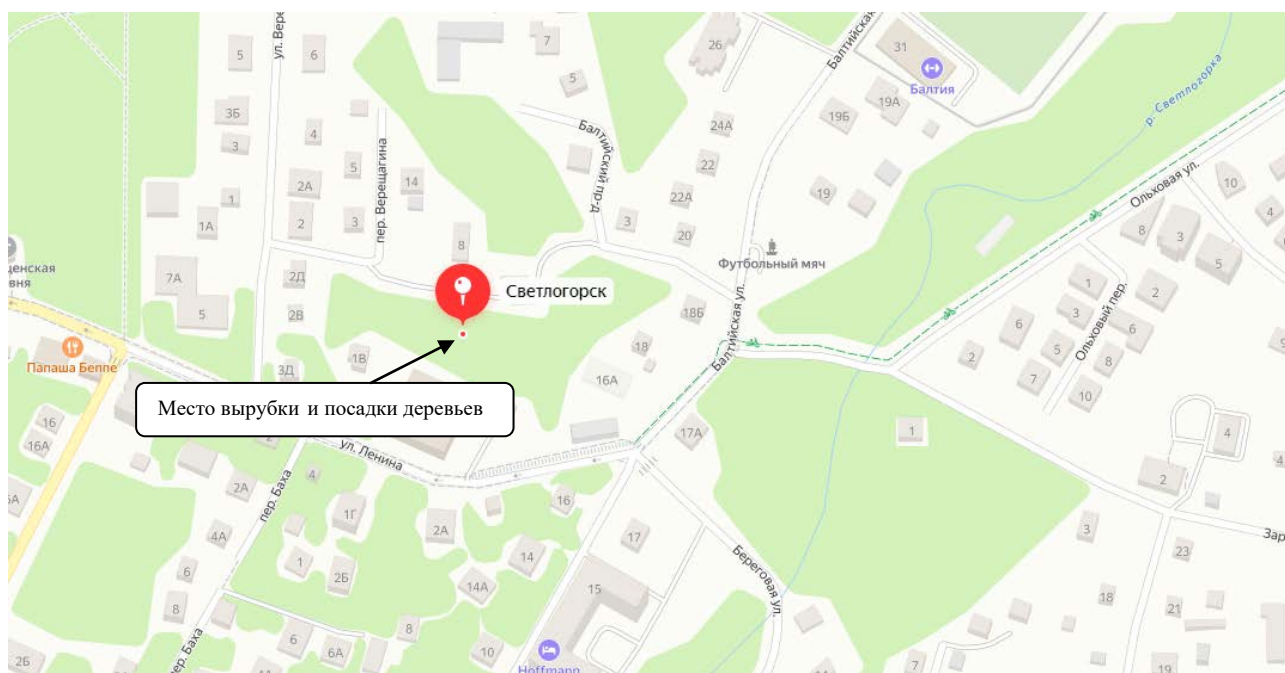 ул. Вере
7
26
31
5
6
5
Балтия
Балтийская
р. Светлогорка
3Б
3
4
24А
19Б
19А
Балтийский пр-д
5
14
22
2А
22А
19
Ольховая ул.
10
4
1
1А
2
3
пер. Верещагина
3
20
8
8
3
5
ценская
вня
7А
2Д
Футбольный мяч
Светлогорск
1
2
5
2В
18Б
3
6
Ольховый пер.
Балтийская ул.
6
18
5
8
Папаша Беппе
3Д
1В
2
7
16А
10
Место вырубки и посадки деревьев
16
16А
17А
1
4
ул. Ленина
2
4
2А
пер. Баха
16
1Г
2А
3
Зар
4А
17
23
1
2Б
14
Береговая ул.
6
14А
15
18
8
21
8
6
6А
10
2Б
пер. Баха
Hoffmann
7
19